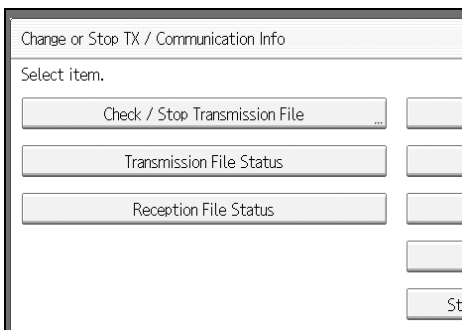 Change or Stop TX / Communication Info
Select item.
Check / Stop Transmission File
...
Transmission File Status
Reception File Status